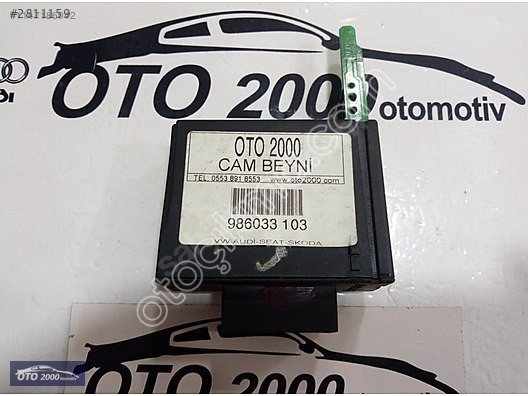 #2811159
OTO 2000 otomotiv
OTO 2000
CAM BEYNİ
TEL: 0553 891 8553 www.oto2000.com
986033 103
VW-AUDI-SEAT-SKODA
OTO 2000 otomotiv
OTO 2000